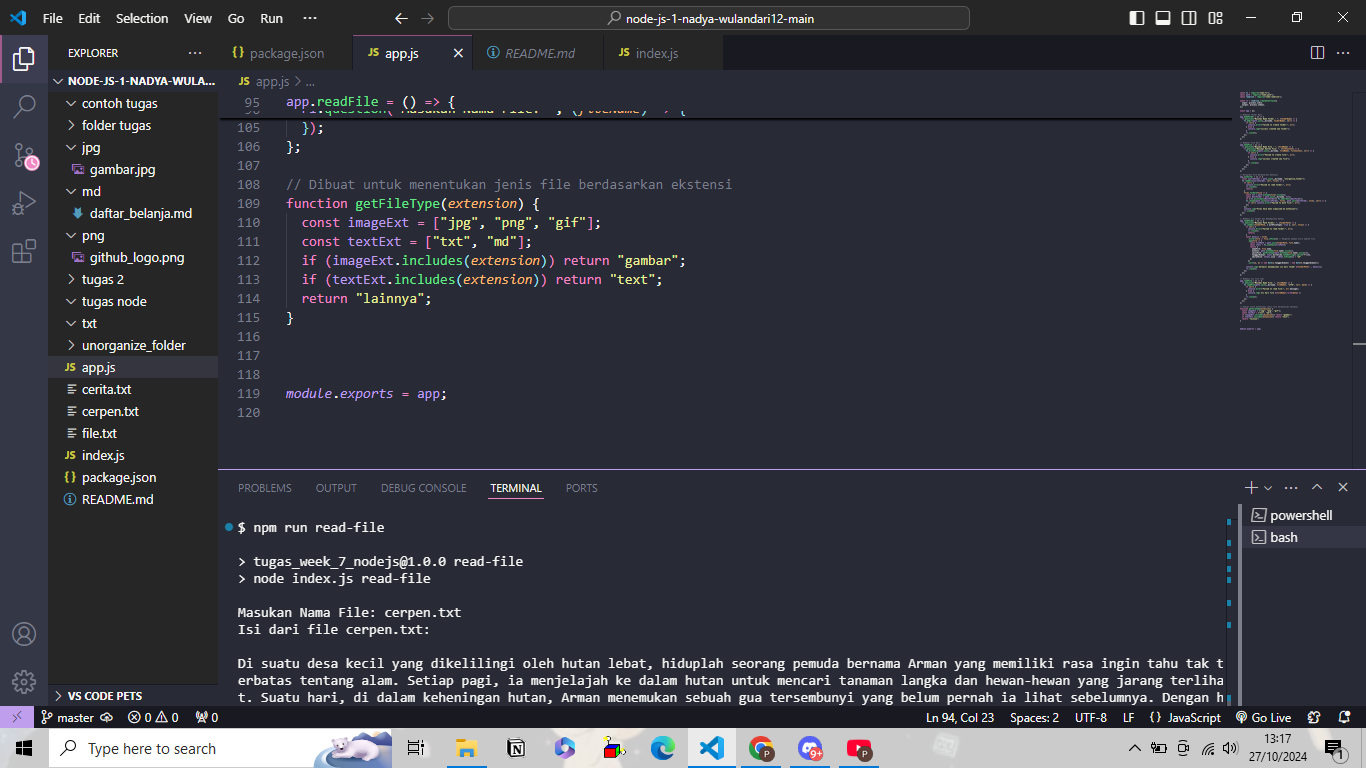 File Edit Selection View Go Run ···
node-js-1-nadya-wulandari12-main
EXPLORER ···
NODE-JS-1-NADYA-WULA...
contoh tugas
folder tugas
jpg
gambar.jpg
md
daftar_belanja.md
png
github_logo.png
tugas 2
tugas node
txt
unorganize_folder
JS app.js
cerita.txt
cerpen.txt
file.txt
JS index.js
{} package.json
README.md
VS CODE PETS
{} package.json
JS app.js
README.md
JS index.js
JS app.js > ...
95 app.readFile = () => {
105 });
106 };
107
108 // Dibuat untuk menentukan jenis file berdasarkan ekstensi
109 function getFileType(extension) {
110 const imageExt = ["jpg", "png", "gif"];
111 const textExt = ["txt", "md"];
112 if (imageExt.includes(extension)) return "gambar";
113 if (textExt.includes(extension)) return "text";
114 return "lainnya";
115 }
116
117
118
119 module.exports = app;
120
PROBLEMS OUTPUT DEBUG CONSOLE TERMINAL PORTS
$ npm run read-file
> tugas_week_7_nodejs@1.0.0 read-file
> node index.js read-file
Masukan Nama File: cerpen.txt
Isi dari file cerpen.txt:
Di suatu desa kecil yang dikelilingi oleh hutan lebat, hiduplah seorang pemuda bernama Arman yang memiliki rasa ingin tahu tak t
erbatas tentang alam. Setiap pagi, ia menjelajah ke dalam hutan untuk mencari tanaman langka dan hewan-hewan yang jarang terliha
t. Suatu hari, di dalam keheningan hutan, Arman menemukan sebuah gua tersembunyi yang belum pernah ia lihat sebelumnya. Dengan h
powershell
bash
master 0 0 0
Ln 94, Col 23 Spaces: 2 UTF-8 LF {} JavaScript Go Live
Type here to search
13:17
27/10/2024
1